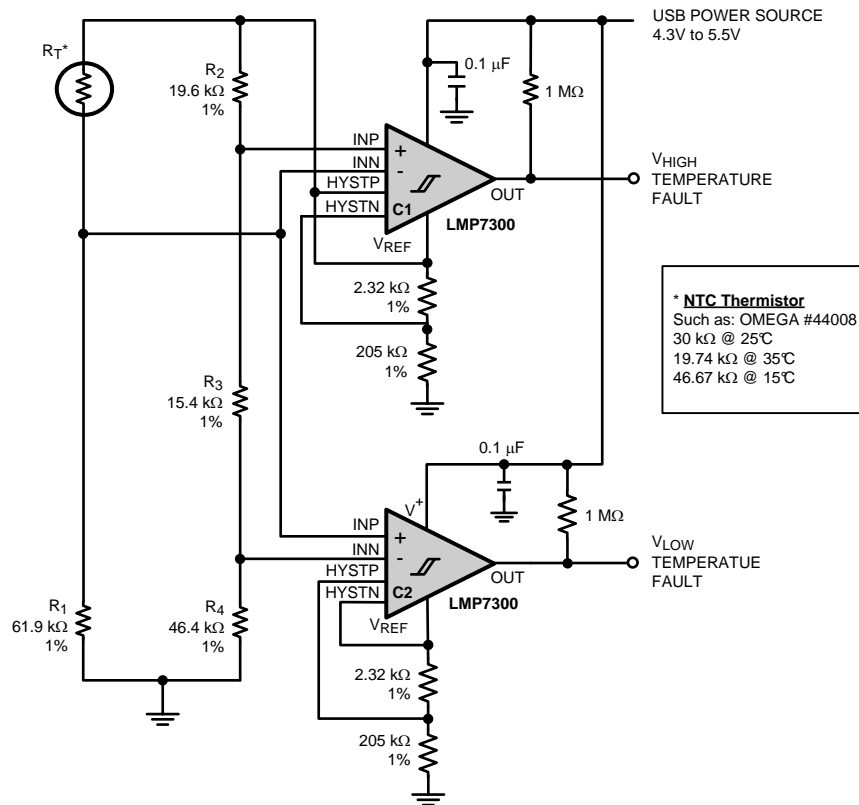 USB POWER SOURCE
4.3V to 5.5V
R_T*
R2
19.6 kΩ
1%
0.1 μF
1 MΩ
INP
INN
HYSTP
HYSTN
+
-
C1
OUT
VREF
LMP7300
VHIGH
TEMPERATURE
FAULT
2.32 kΩ
1%
205 kΩ
1%
* NTC Thermistor
Such as: OMEGA #44008
30 kΩ @ 25°C
19.74 kΩ @ 35°C
46.67 kΩ @ 15°C
R3
15.4 kΩ
1%
0.1 μF
V+
1 MΩ
INP
INN
HYSTP
HYSTN
+
-
C2
OUT
VREF
LMP7300
VLOW
TEMPERATUE
FAULT
R1
61.9 kΩ
1%
R4
46.4 kΩ
1%
2.32 kΩ
1%
205 kΩ
1%